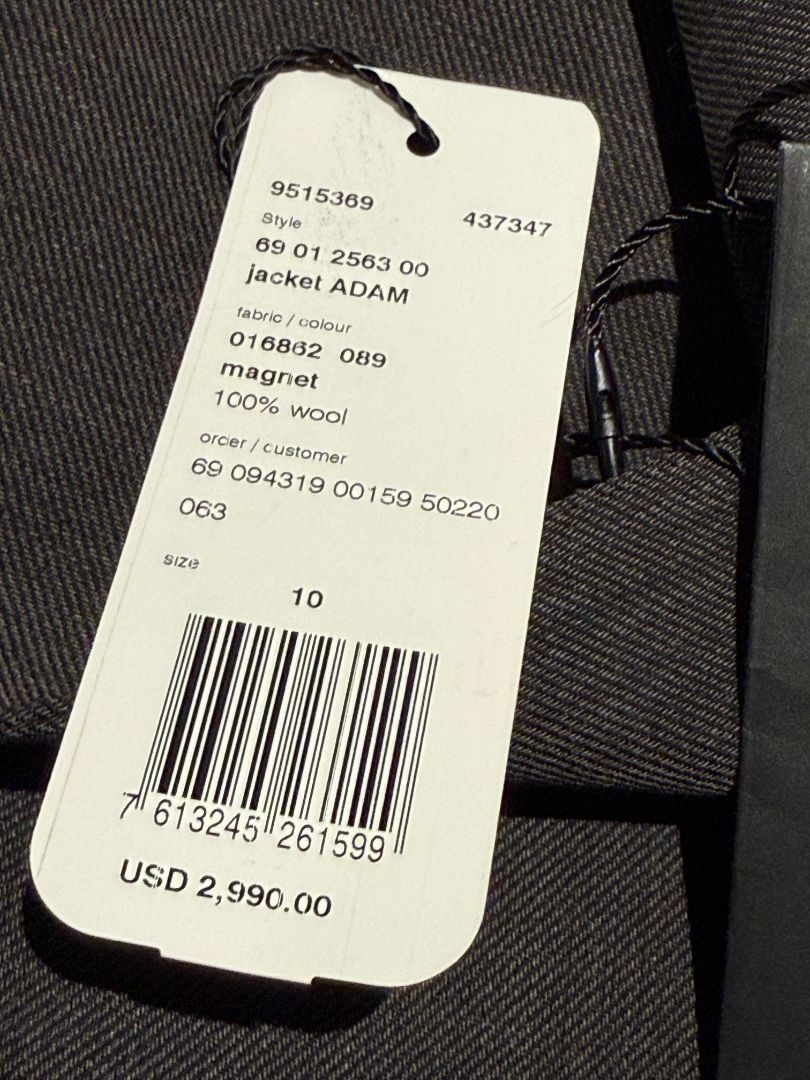 9515369 437347
Style
69 01 2563 00
jacket ADAM
fabric / colour
016862 089
magnet
100% wool
order / customer
69 094319 00159 50220
063
size
10
7 613245 261599
USD 2,990.00